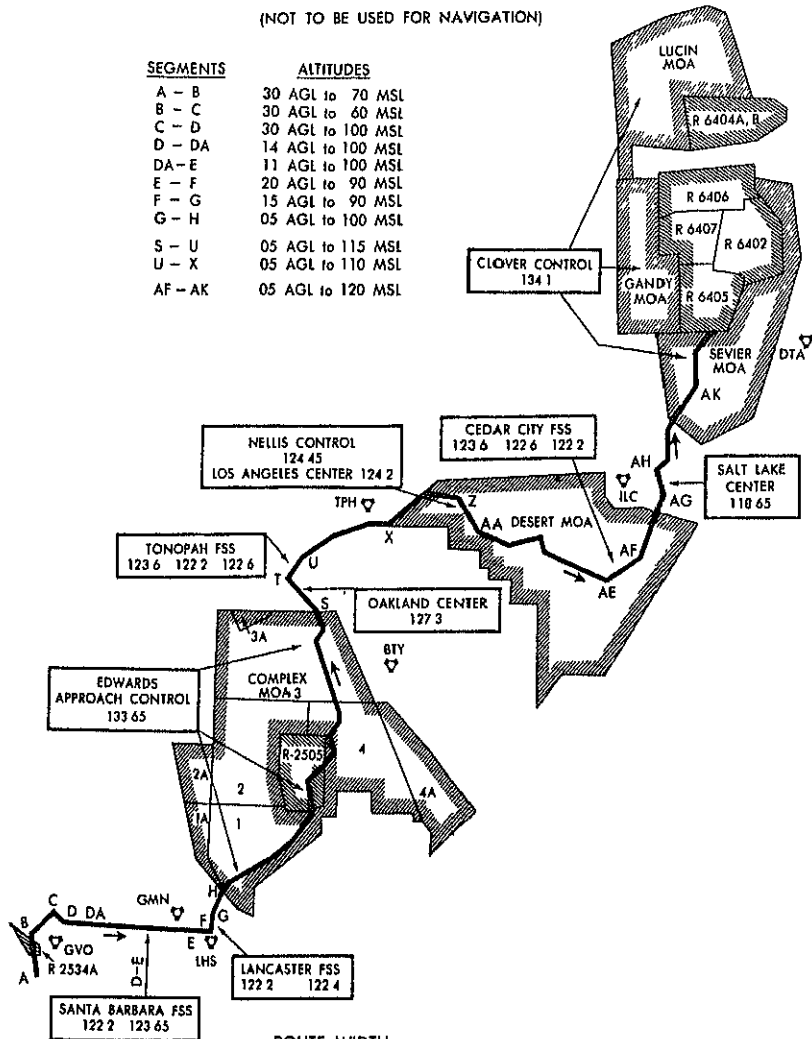 (NOT TO BE USED FOR NAVIGATION)
SEGMENTS ALTITUDES
A – B 30 AGL to 70 MSL
B – C 30 AGL to 60 MSL
C – D 30 AGL to 100 MSL
D – DA 14 AGL to 100 MSL
DA – E 11 AGL to 100 MSL
E – F 20 AGL to 90 MSL
F – G 15 AGL to 90 MSL
G – H 05 AGL to 100 MSL
S – U 05 AGL to 115 MSL
U – X 05 AGL to 110 MSL
AF – AK 05 AGL to 120 MSL
LUCIN
MOA
R 6404A, B
R 6406
R 6407
R 6402
CLOVER CONTROL
134 1
GANDY
MOA
R 6405
SEVIER
MOA
DTA
AK
NELLIS CONTROL
124 45
LOS ANGELES CENTER 124 2
CEDAR CITY FSS
123 6 122 6 122 2
AH
ILC
AG
SALT LAKE
CENTER
118 65
TPH
Z
AA
DESERT MOA
X
AF
AE
TONOPAH FSS
123 6 122 2 122 6
U
T
S
OAKLAND CENTER
127 3
3A
BTY
EDWARDS
APPROACH CONTROL
133 65
COMPLEX
MOA 3
R-2505
4
2A
2
4A
1A
1
H
GMN
C
D DA
F
G
B
E
LHS
GVO
R 2534A
A
D-E
LANCASTER FSS
122 2 122 4
SANTA BARBARA FSS
122 2 123 65
ROUTE WIDTH